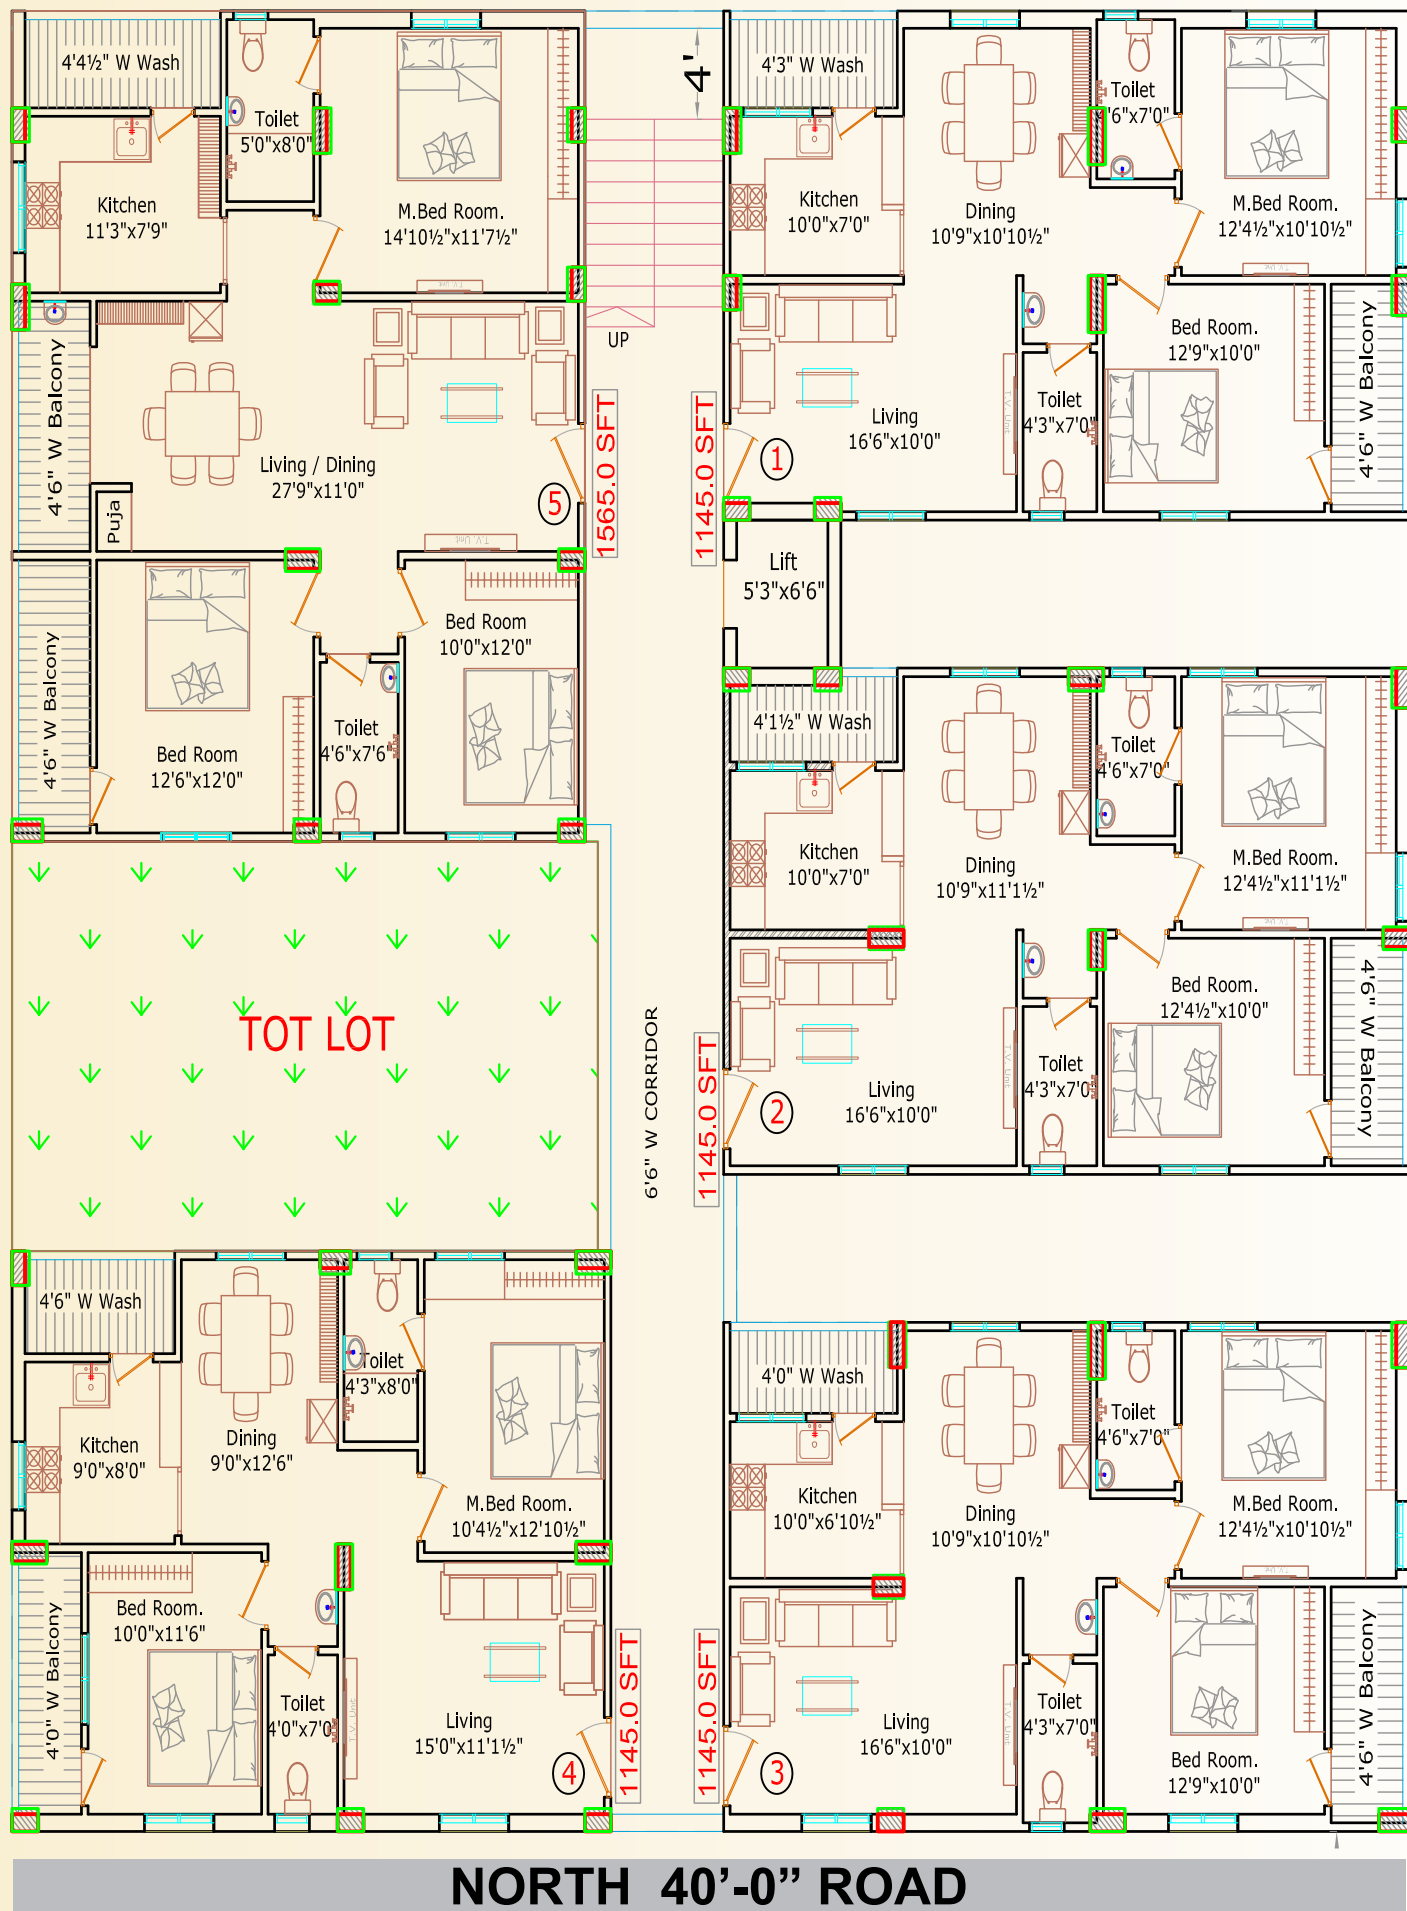 4'4½" W Wash
Toilet
5'0"x8'0"
Kitchen
11'3"x7'9"
M.Bed Room.
14'10½"x11'7½"
T.V. Unit
4'
UP
4'6" W Balcony
Living / Dining
27'9"x11'0"
Puja
T.V. Unit
5
1565.0 SFT
4'6" W Balcony
Bed Room
12'6"x12'0"
Toilet
4'6"x7'6
Bed Room
10'0"x12'0"
TOT LOT
6'6" W CORRIDOR
4'6" W Wash
Kitchen
9'0"x8'0"
Dining
9'0"x12'6"
Toilet
4'3"x8'0"
M.Bed Room.
10'4½"x12'10½"
4'0" W Balcony
Bed Room.
10'0"x11'6"
Toilet
4'0"x7'0
T.V. Unit
Living
15'0"x11'1½"
4
1145.0 SFT
4'3" W Wash
Kitchen
10'0"x7'0"
Dining
10'9"x10'10½"
Toilet
4'6"x7'0"
M.Bed Room.
12'4½"x10'10½"
T.V. Unit
Living
16'6"x10'0"
T.V. Unit
Toilet
4'3"x7'0"
Bed Room.
12'9"x10'0"
4'6" W Balcony
1
1145.0 SFT
Lift
5'3"x6'6"
4'1½" W Wash
Kitchen
10'0"x7'0"
Dining
10'9"x11'1½"
Toilet
4'6"x7'0"
M.Bed Room.
12'4½"x11'1½"
T.V. Unit
Living
16'6"x10'0"
T.V. Unit
Toilet
4'3"x7'0
Bed Room.
12'4½"x10'0"
4'6" W Balcony
2
1145.0 SFT
4'0" W Wash
Kitchen
10'0"x6'10½"
Dining
10'9"x10'10½"
Toilet
4'6"x7'0"
M.Bed Room.
12'4½"x10'10½"
T.V. Unit
Living
16'6"x10'0"
T.V. Unit
Toilet
4'3"x7'0"
Bed Room.
12'9"x10'0"
4'6" W Balcony
3
1145.0 SFT
NORTH 40’-0” ROAD